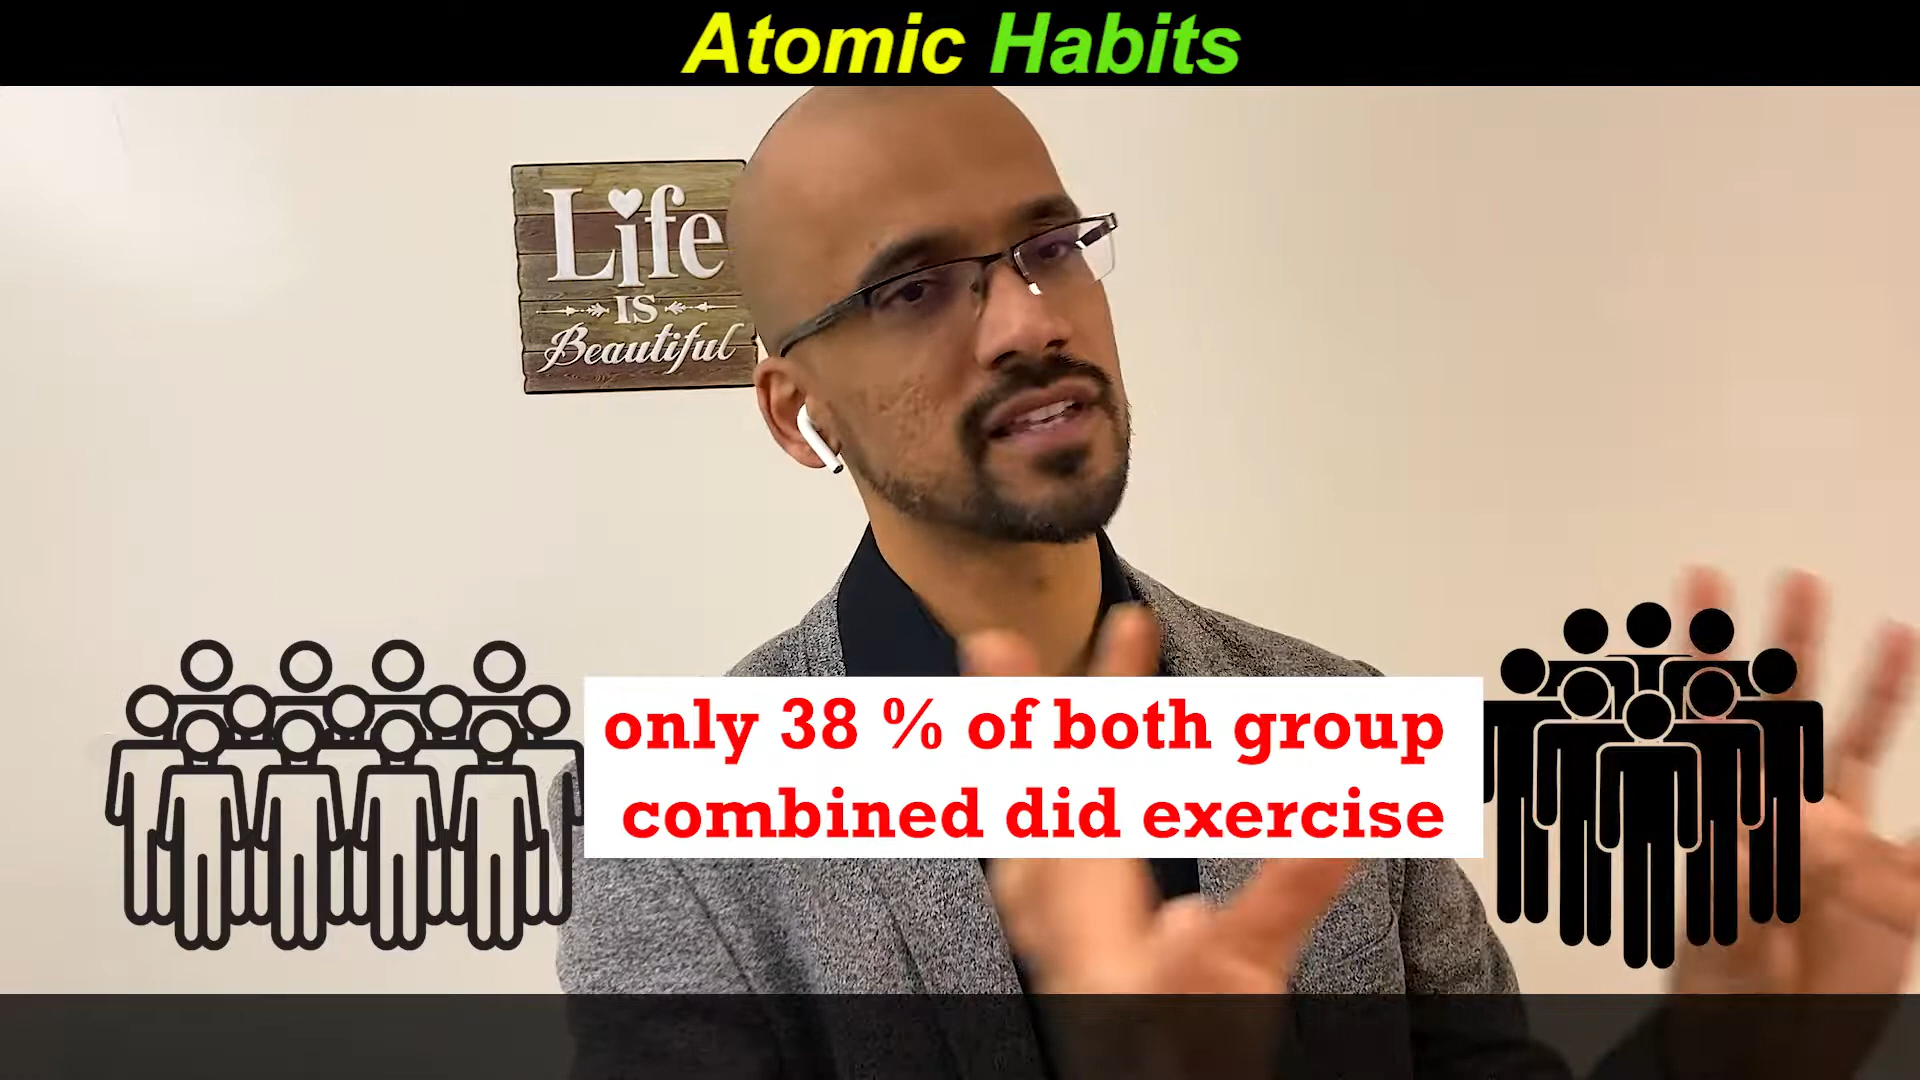 Atomic Habits
Life
IS
Beautiful
only 38 % of both group
combined did exercise